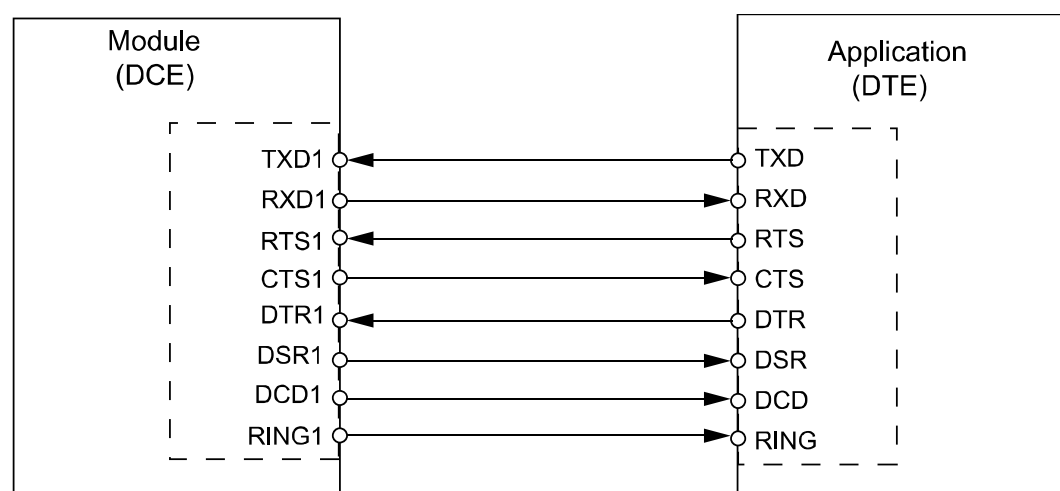 Module
(DCE)
Application
(DTE)
TXD1
TXD
RXD1
RXD
RTS1
RTS
CTS1
CTS
DTR1
DTR
DSR1
DSR
DCD1
DCD
RING1
RING